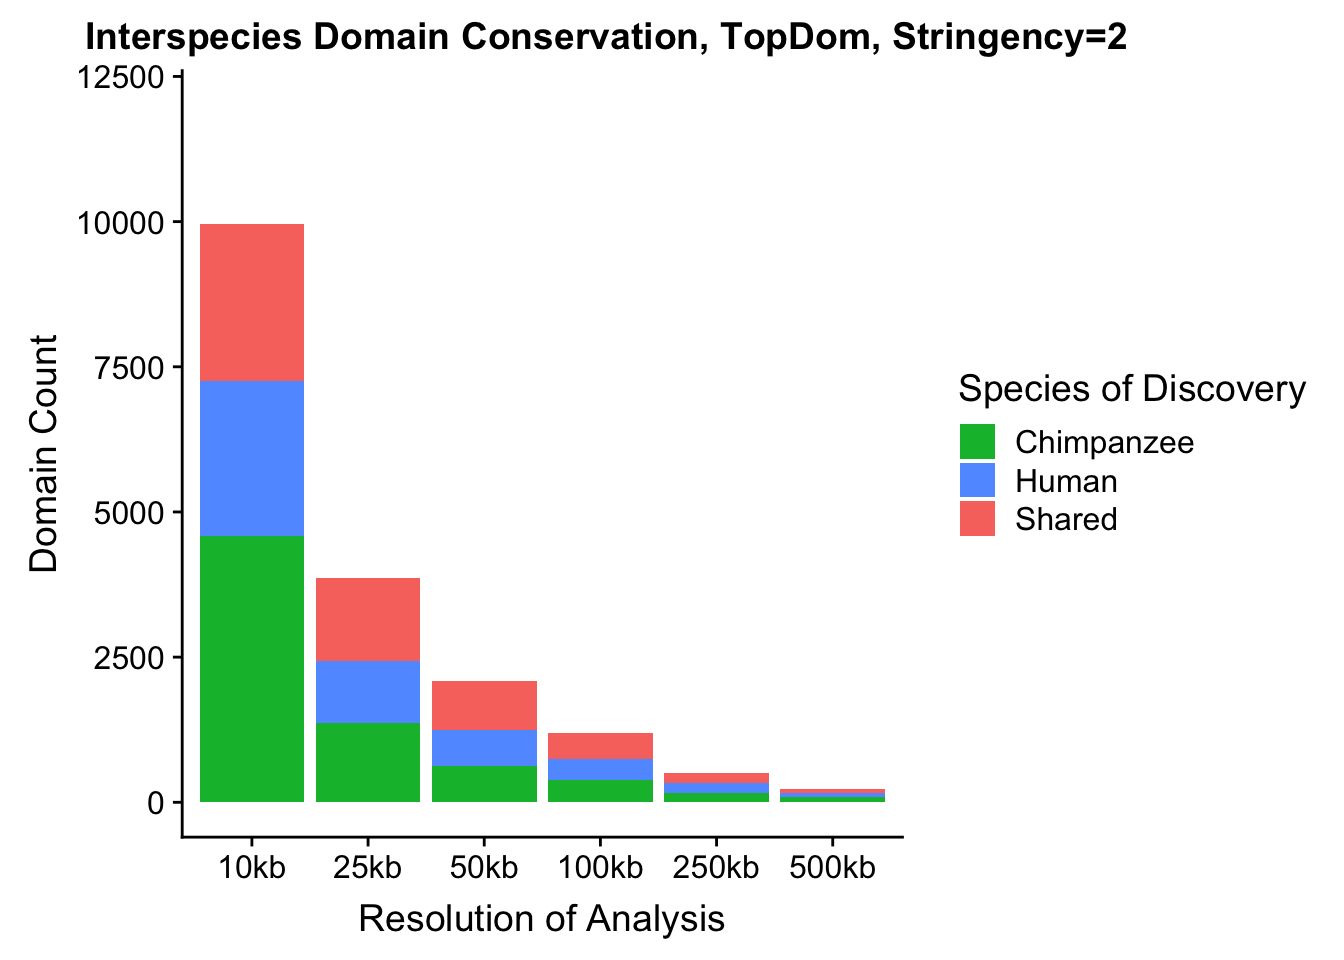 Interspecies Domain Conservation, TopDom, Stringency=2
12500
10000
7500
5000
2500
0
Domain Count
10kb 25kb 50kb 100kb 250kb 500kb
Resolution of Analysis
Species of Discovery
Chimpanzee
Human
Shared